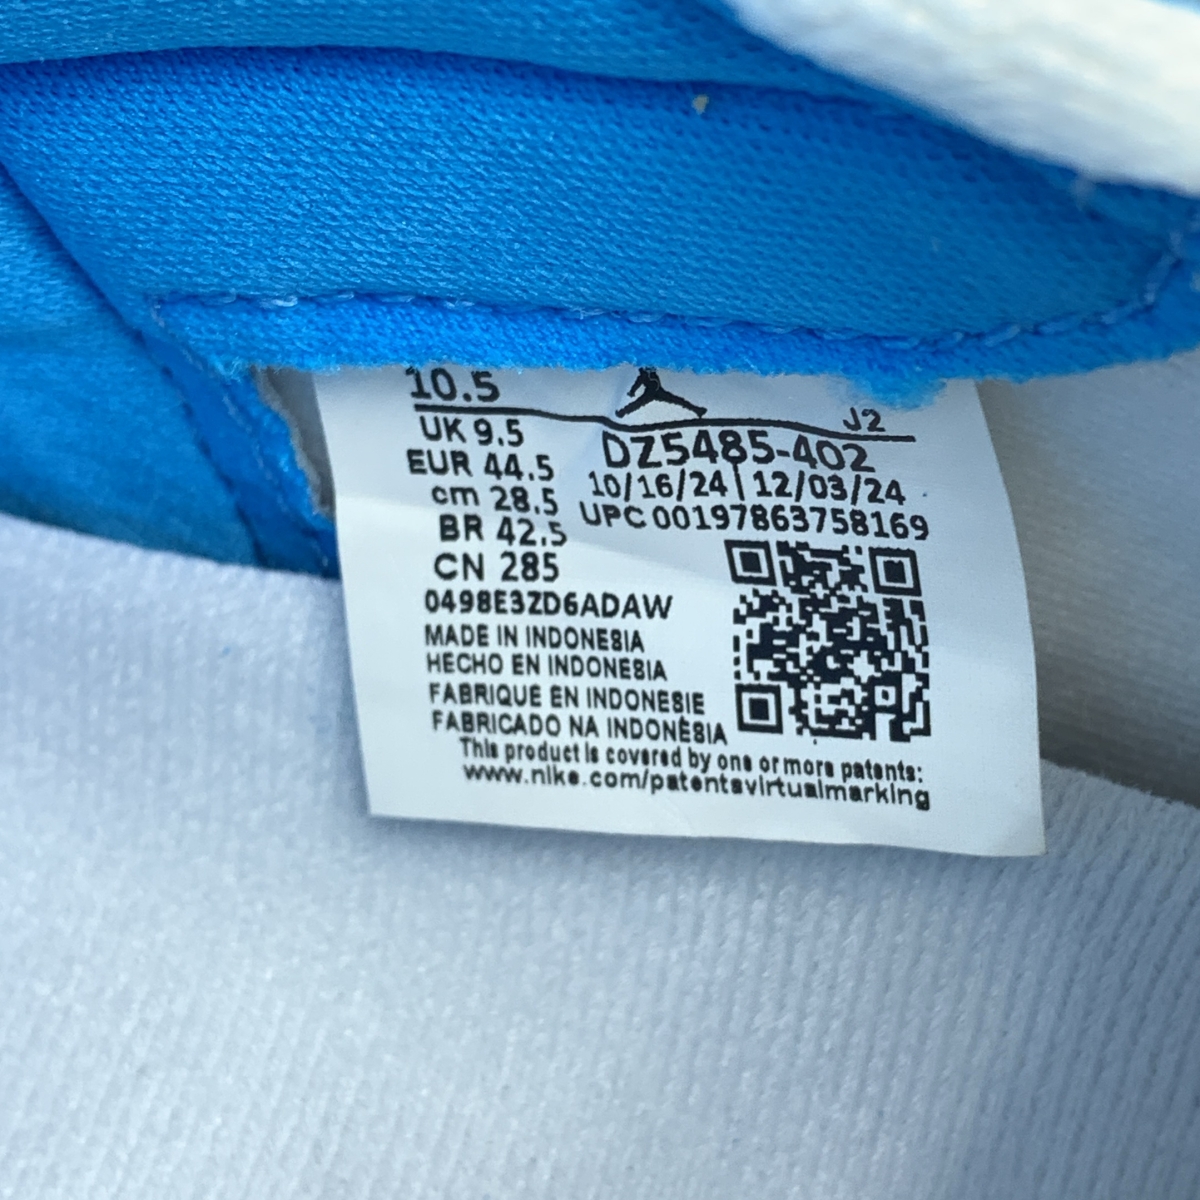 10.5
J2
UK 9.5
DZ5485-402
EUR 44.5
10/16/24 | 12/03/24
cm 28.5
UPC 00197863758169
BR 42.5
CN 285
0498E3ZD6ADAW
MADE IN INDONESIA
HECHO EN INDONESIA
FABRIQUE EN INDONESIE
FABRICADO NA INDONÉSIA
This product is covered by one or more patents:
www.nike.com/patentsvirtualmarking